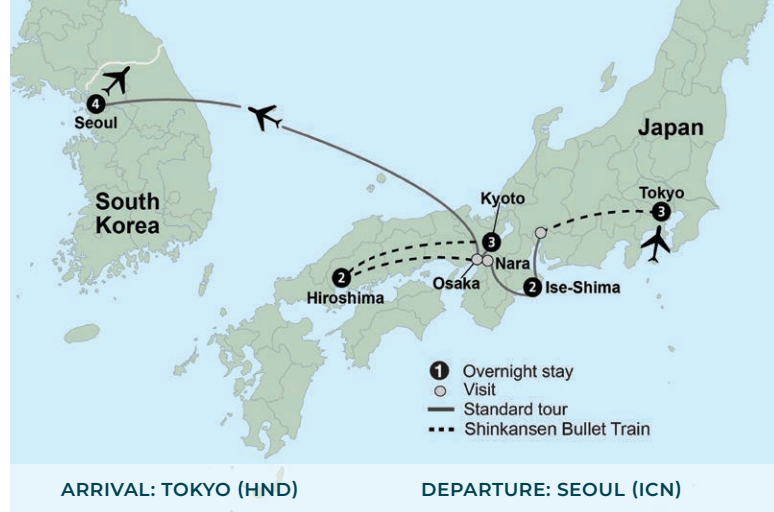 4
Seoul
South
Korea
Japan
Tokyo
3
Kyoto
3
2
Hiroshima
Osaka
Nara
2 Ise-Shima
1 Overnight stay
Visit
Standard tour
Shinkansen Bullet Train
ARRIVAL: TOKYO (HND)
DEPARTURE: SEOUL (ICN)